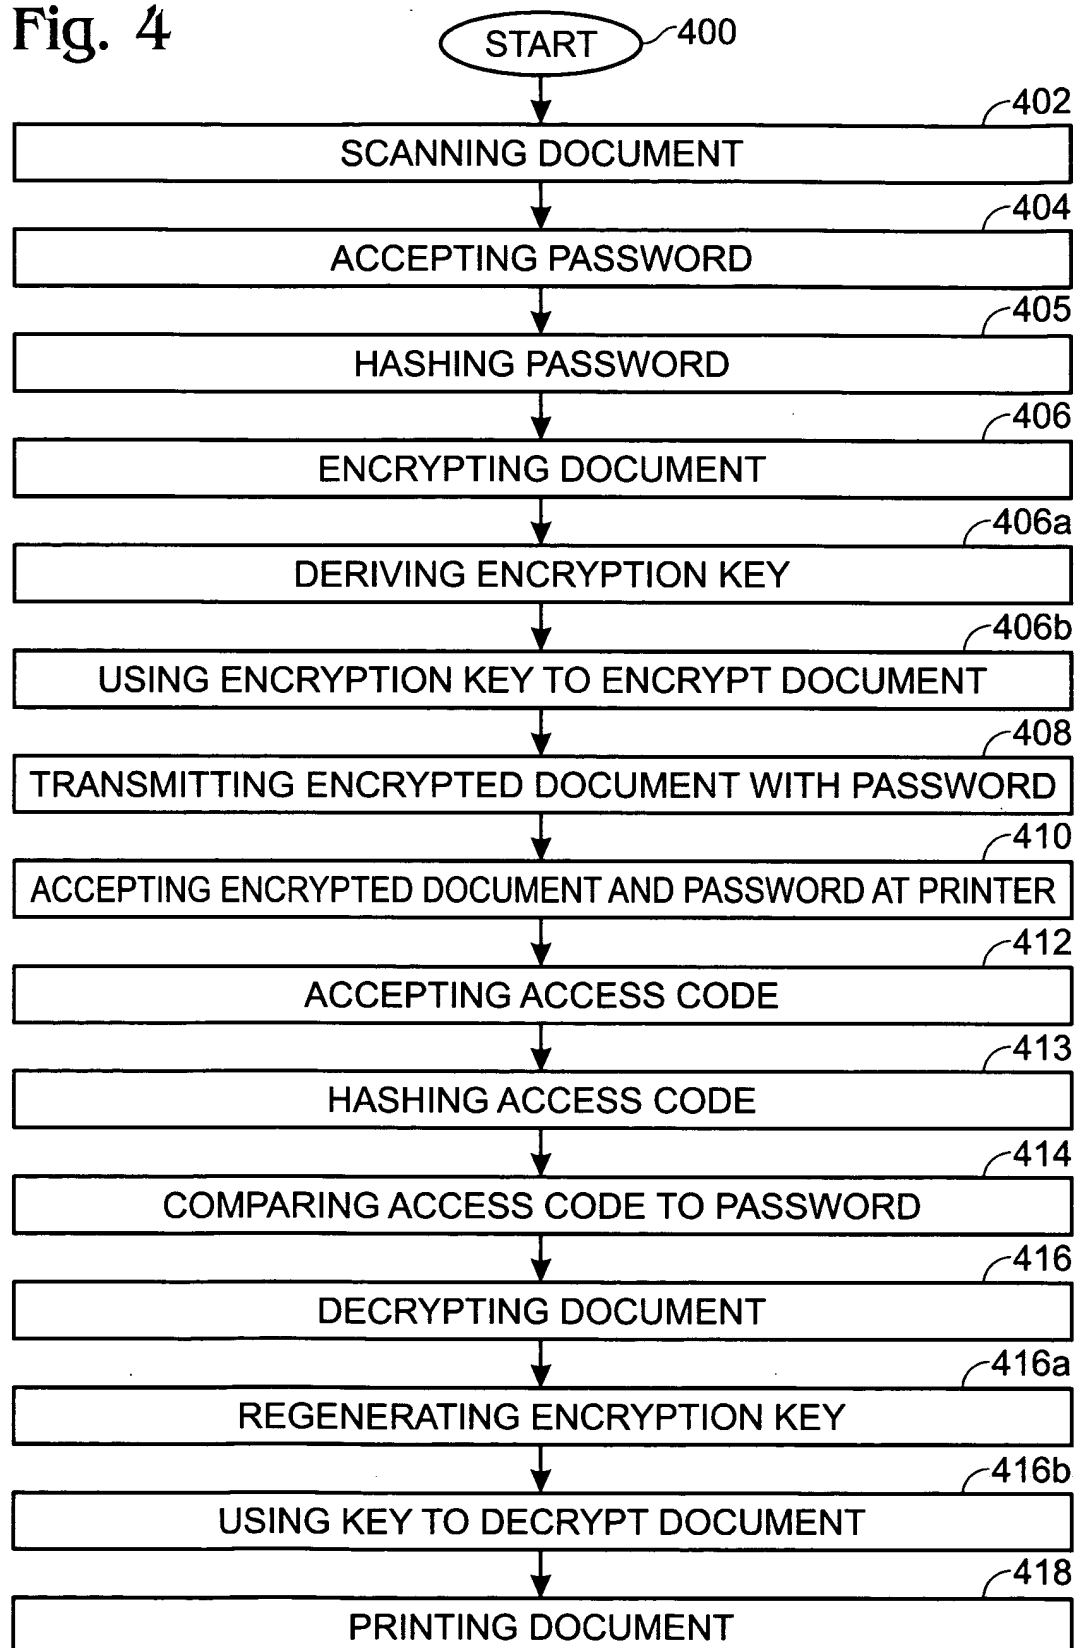 Fig. 4
START
400
402
SCANNING DOCUMENT
404
ACCEPTING PASSWORD
405
HASHING PASSWORD
406
ENCRYPTING DOCUMENT
406a
DERIVING ENCRYPTION KEY
406b
USING ENCRYPTION KEY TO ENCRYPT DOCUMENT
408
TRANSMITTING ENCRYPTED DOCUMENT WITH PASSWORD
410
ACCEPTING ENCRYPTED DOCUMENT AND PASSWORD AT PRINTER
412
ACCEPTING ACCESS CODE
413
HASHING ACCESS CODE
414
COMPARING ACCESS CODE TO PASSWORD
416
DECRYPTING DOCUMENT
416a
REGENERATING ENCRYPTION KEY
416b
USING KEY TO DECRYPT DOCUMENT
418
PRINTING DOCUMENT